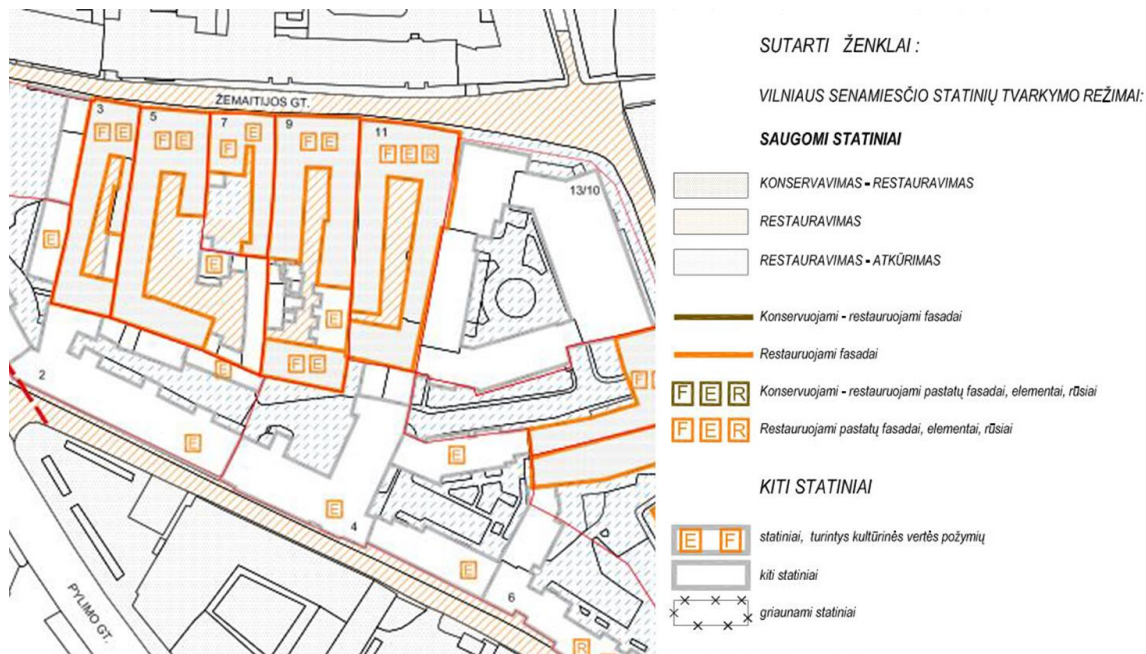 ŽEMAITIJOS GT.
3
F E
5
F E
7
F E
9
F E
11
F E R
13/10
E
E
E
F E
E
F
2
E
E
4
E
E
6
R
PYLIMO GT.
SUTARTI ŽENKLAI :
VILNIAUS SENAMIESČIO STATINIŲ TVARKYMO REŽIMAI:
SAUGOMI STATINIAI
KONSERVAVIMAS - RESTAURAVIMAS
RESTAURAVIMAS
RESTAURAVIMAS - ATKŪRIMAS
Konservuojami - restauruojami fasadai
Restauruojami fasadai
F E R Konservuojami - restauruojami pastatų fasadai, elementai, rūsiai
F E R Restauruojami pastatų fasadai, elementai, rūsiai
KITI STATINIAI
E F statiniai, turintys kultūrinės vertės požymių
kiti statiniai
griaunami statiniai